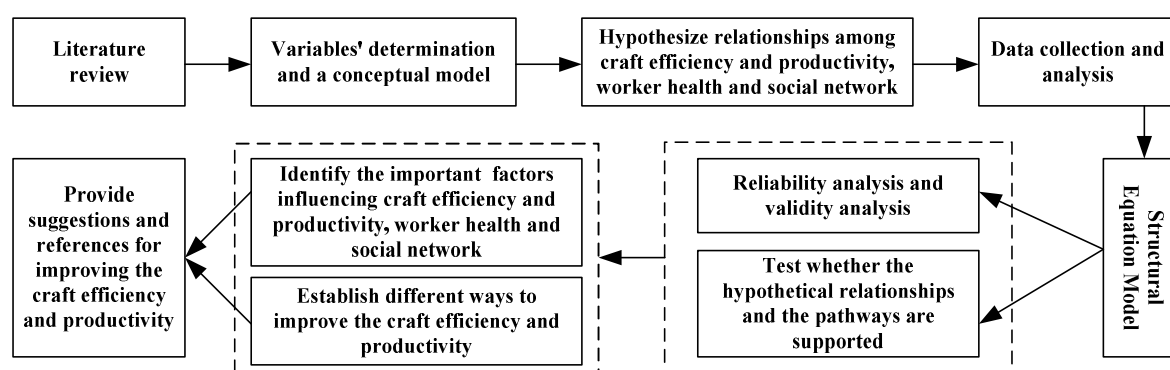 Literature
review
Variables' determination
and a conceptual model
Hypothesize relationships among
craft efficiency and productivity,
worker health and social network
Data collection and
analysis
Structural
Equation Model
Reliability analysis and
validity analysis
Test whether the
hypothetical relationships
and the pathways are
supported
Identify the important factors
influencing craft efficiency and
productivity, worker health and
social network
Establish different ways to
improve the craft efficiency and
productivity
Provide
suggestions and
references for
improving the
craft efficiency
and productivity